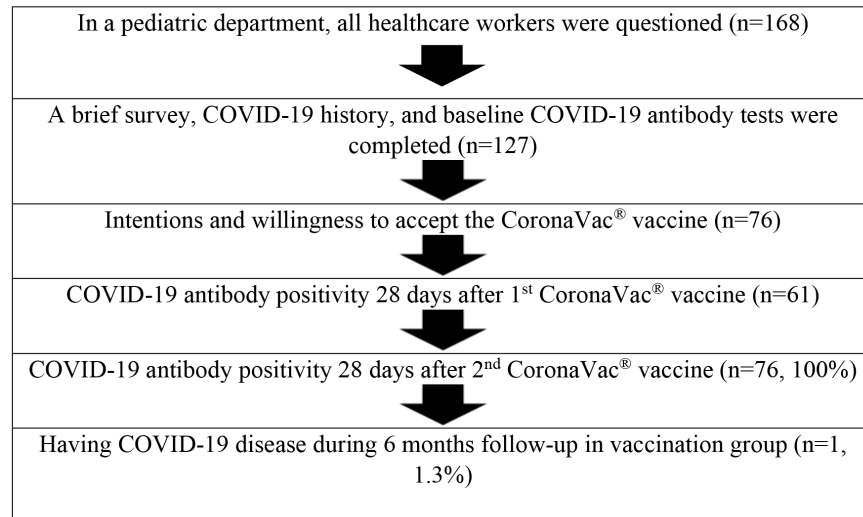 In a pediatric department, all healthcare workers were questioned (n=168)
A brief survey, COVID-19 history, and baseline COVID-19 antibody tests were
completed (n=127)
Intentions and willingness to accept the CoronaVac® vaccine (n=76)
COVID-19 antibody positivity 28 days after 1st CoronaVac® vaccine (n=61)
COVID-19 antibody positivity 28 days after 2nd CoronaVac® vaccine (n=76, 100%)
Having COVID-19 disease during 6 months follow-up in vaccination group (n=1,
1.3%)